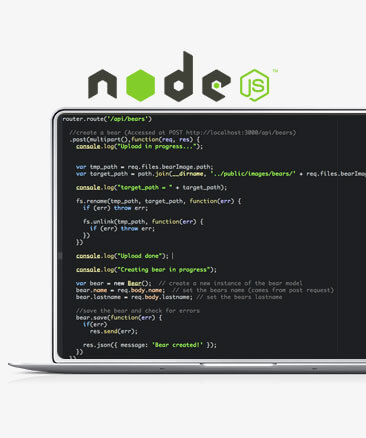 node JS ™
router.route('/api/bears')
//create a bear (Accessed at POST http://localhost:3000/api/bears)
.post(multipart(),function(req, res) {
console.log("Upload in progress...");
var tmp_path = req.files.bearImage.path;
var target_path = path.join(__dirname, '../public/images/bears/' + req.files.bearImag
console.log("target_path = " + target_path);
fs.rename(tmp_path, target_path, function(err) {
if (err) throw err;
fs.unlink(tmp_path, function(err) {
if (err) throw err;
})
})
console.log("Upload done");
console.log("Creating bear in progress");
var bear = new Bear(); // create a new instance of the bear model
bear.name = req.body.name; // set the bears name (comes from post request)
bear.lastname = req.body.lastname; // set the bears lastname
//save the bear and check for errors
bear.save(function(err) {
if(err)
res.send(err);
res.json({ message: 'Bear created!' });
})